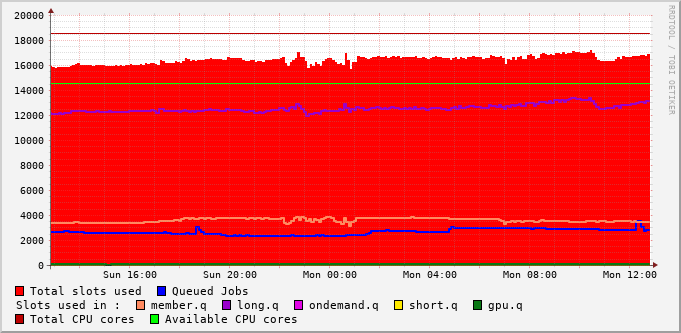 20000
18000
16000
14000
12000
10000
8000
6000
4000
2000
0
Sun 16:00 Sun 20:00 Mon 00:00 Mon 04:00 Mon 08:00 Mon 12:00
Total slots used Queued Jobs
Slots used in : member.q long.q ondemand.q short.q gpu.q
Total CPU cores Available CPU cores
RRDTOOL / TOBI OETIKER